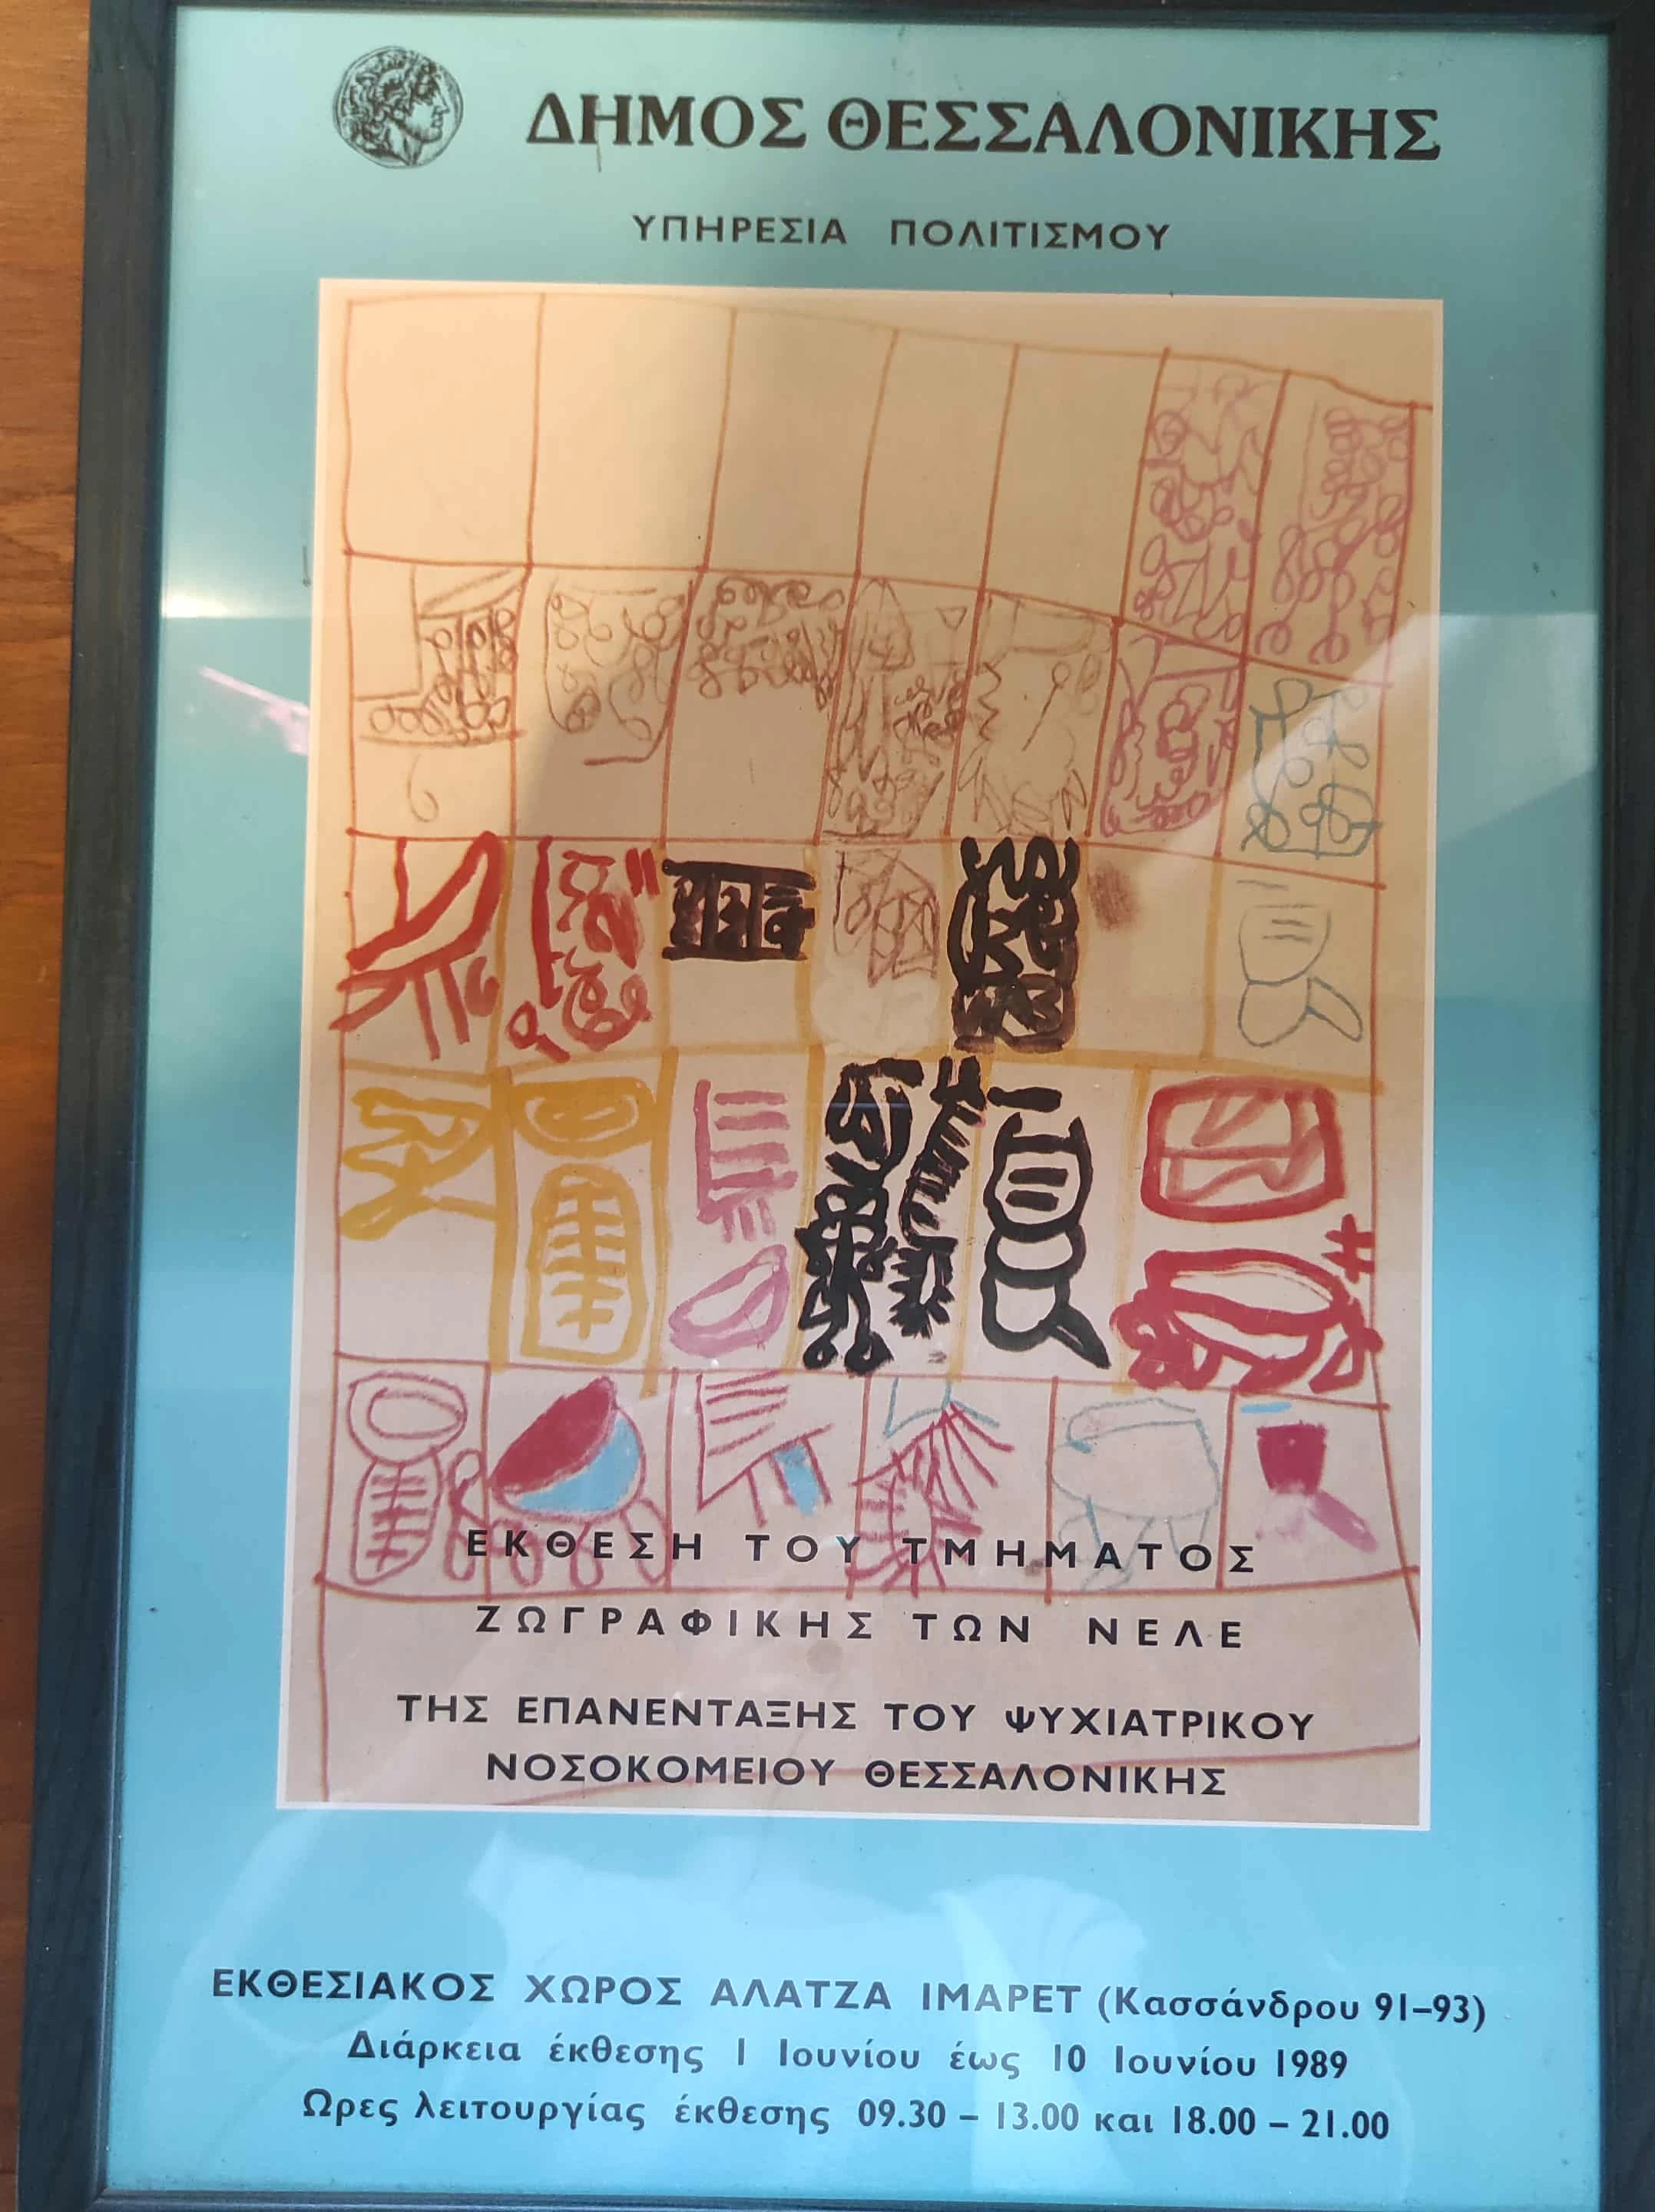 ΔΗΜΟΣ ΘΕΣΣΑΛΟΝΙΚΗΣ
ΥΠΗΡΕΣΙΑ ΠΟΛΙΤΙΣΜΟΥ
ΕΚΘΕΣΗ ΤΟΥ ΤΜΗΜΑΤΟΣ
ΖΩΓΡΑΦΙΚΗΣ ΤΩΝ ΝΕΛΕ
ΤΗΣ ΕΠΑΝΕΝΤΑΞΗΣ ΤΟΥ ΨΥΧΙΑΤΡΙΚΟΥ
ΝΟΣΟΚΟΜΕΙΟΥ ΘΕΣΣΑΛΟΝΙΚΗΣ
ΕΚΘΕΣΙΑΚΟΣ ΧΩΡΟΣ ΑΛΑΤΖΑ ΙΜΑΡΕΤ (Κασσάνδρου 91–93)
Διάρκεια έκθεσης 1 Ιουνίου έως 10 Ιουνίου 1989
Ωρες λειτουργίας έκθεσης 09.30 – 13.00 και 18.00 – 21.00